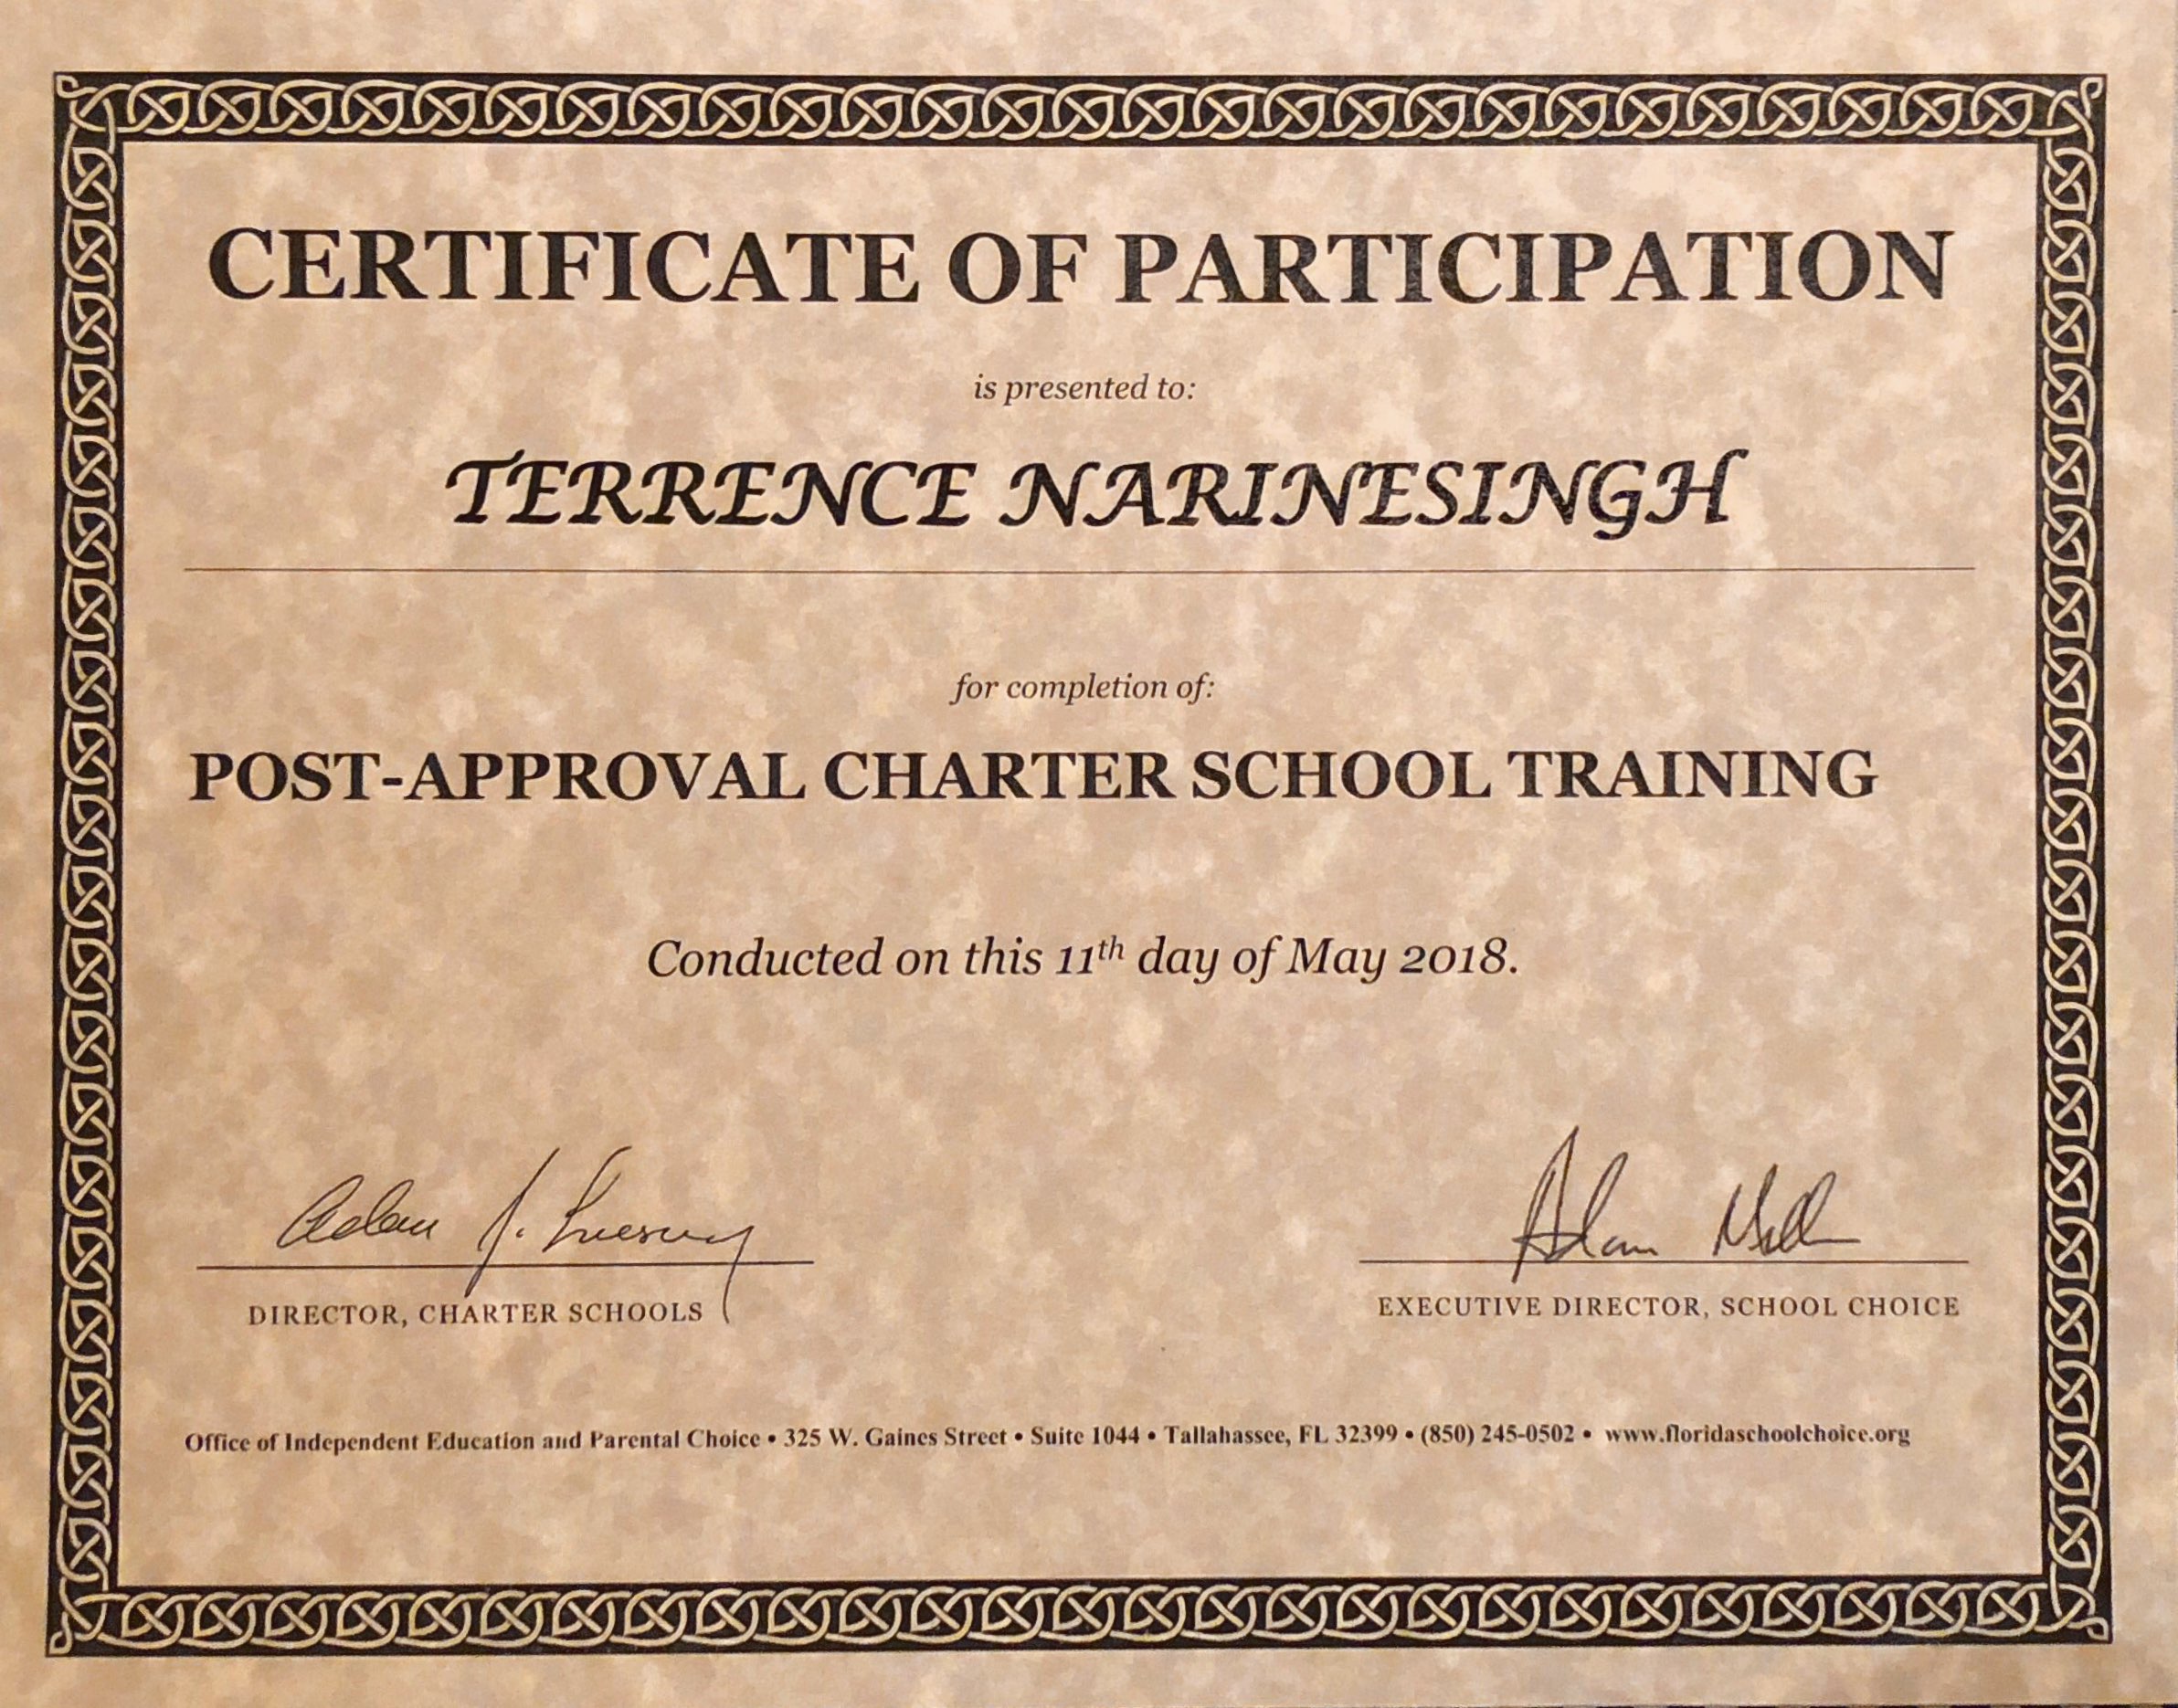 CERTIFICATE OF PARTICIPATION
is presented to:
TERRENCE NARINESINGH
for completion of:
POST-APPROVAL CHARTER SCHOOL TRAINING
Conducted on this 11th day of May 2018.
Adam
DIRECTOR, CHARTER SCHOOLS
EXECUTIVE DIRECTOR, SCHOOL CHOICE
Office of Independent Education and Parental Choice • 325 W. Gaines Street • Suite 1044 • Tallahassee, FL 32399 • (850) 245-0502 • www.floridaschoolchoice.org